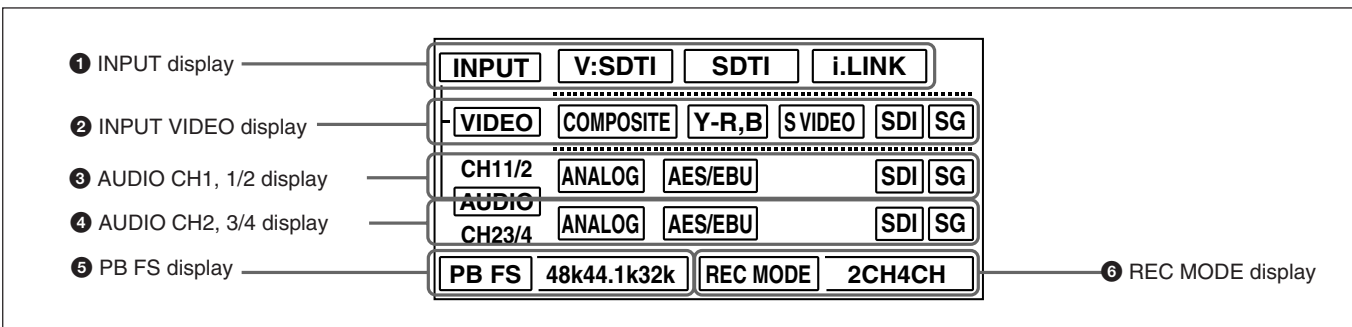 ❶ INPUT display
INPUT V:SDTI SDTI i.LINK
❷ INPUT VIDEO display
VIDEO COMPOSITE Y-R,B S VIDEO SDI SG
❸ AUDIO CH1, 1/2 display
CH11/2 ANALOG AES/EBU SDI SG
AUDIO
❹ AUDIO CH2, 3/4 display
CH23/4 ANALOG AES/EBU SDI SG
❺ PB FS display
PB FS 48k44.1k32k REC MODE 2CH4CH
❻ REC MODE display